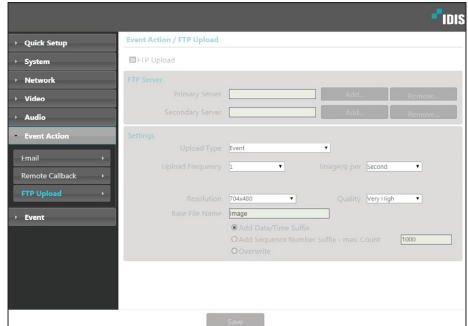 IDIS
Quick Setup
System
Network
Video
Audio
Event Action
Email
Remote Callback
FTP Upload
Event
Event Action / FTP Upload
FTP Upload
FTP Server
Primary Server Add... Remove...
Secondary Server Add... Remove...
Settings
Upload Type Event
Upload Frequency 1 Image(s) per Second
Resolution 704x480 Quality Very High
Base File Name image
Add Date/Time Suffix
Add Sequence Number Suffix - max. Count 1000
Overwrite
Save